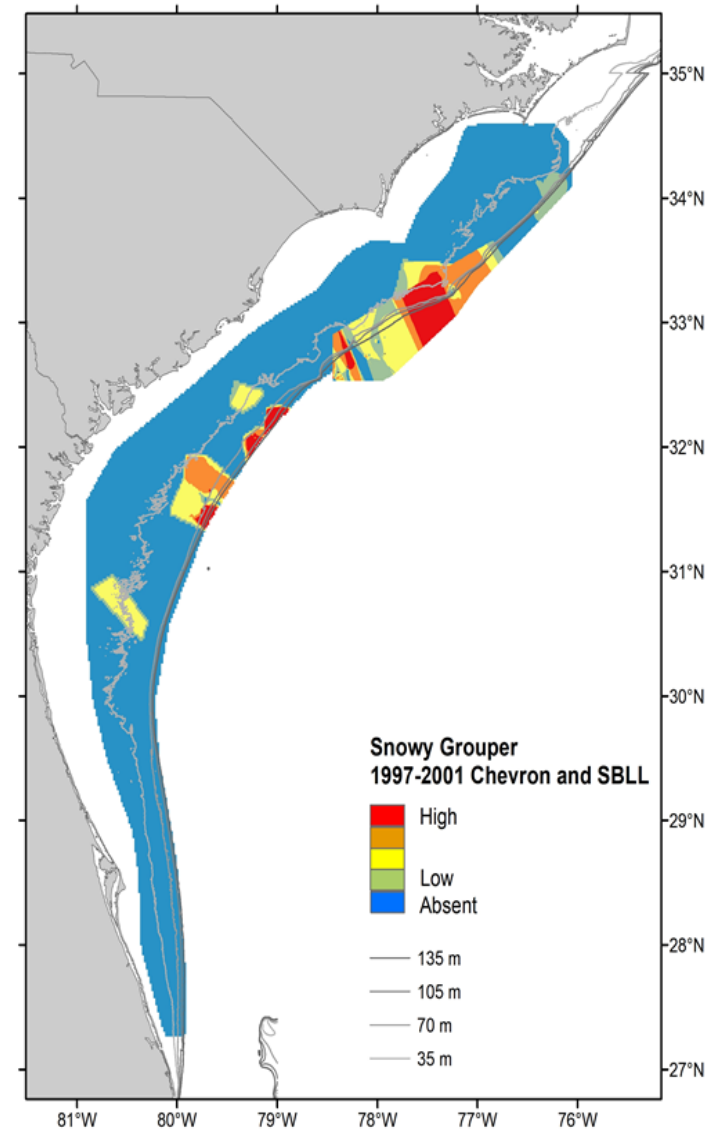 35°N
34°N
33°N
32°N
31°N
30°N
Snowy Grouper
1997-2001 Chevron and SBLL
High
29°N
Low
Absent
28°N
135 m
105 m
70 m
35 m
27°N
81°W 80°W 79°W 78°W 77°W 76°W